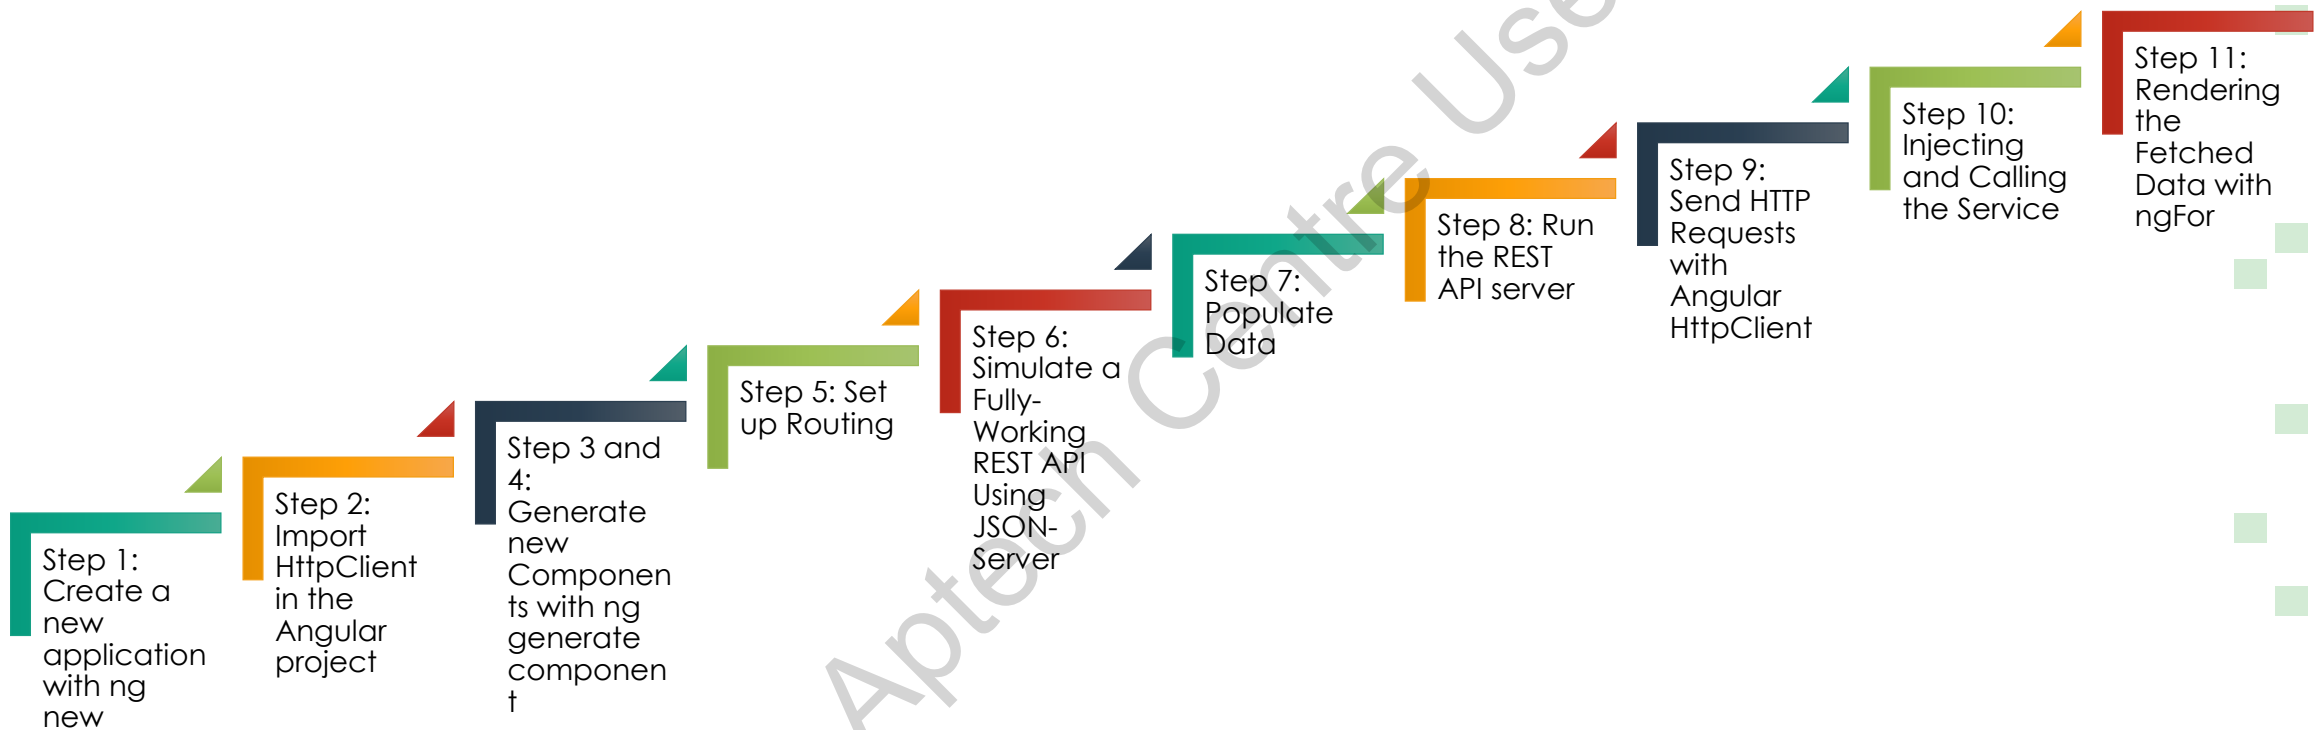 Step 1:
Create a
new
application
with ng
new
Step 2:
Import
HttpClient
in the
Angular
project
Step 3 and
4:
Generate
new
Componen
ts with ng
generate
componen
t
Step 5: Set
up Routing
Step 6:
Simulate a
Fully-
Working
REST API
Using
JSON-
Server
Step 7:
Populate
Data
Step 8: Run
the REST
API server
Step 9:
Send HTTP
Requests
with
Angular
HttpClient
Step 10:
Injecting
and Calling
the Service
Step 11:
Rendering
the
Fetched
Data with
ngFor
Aptech Centre Use